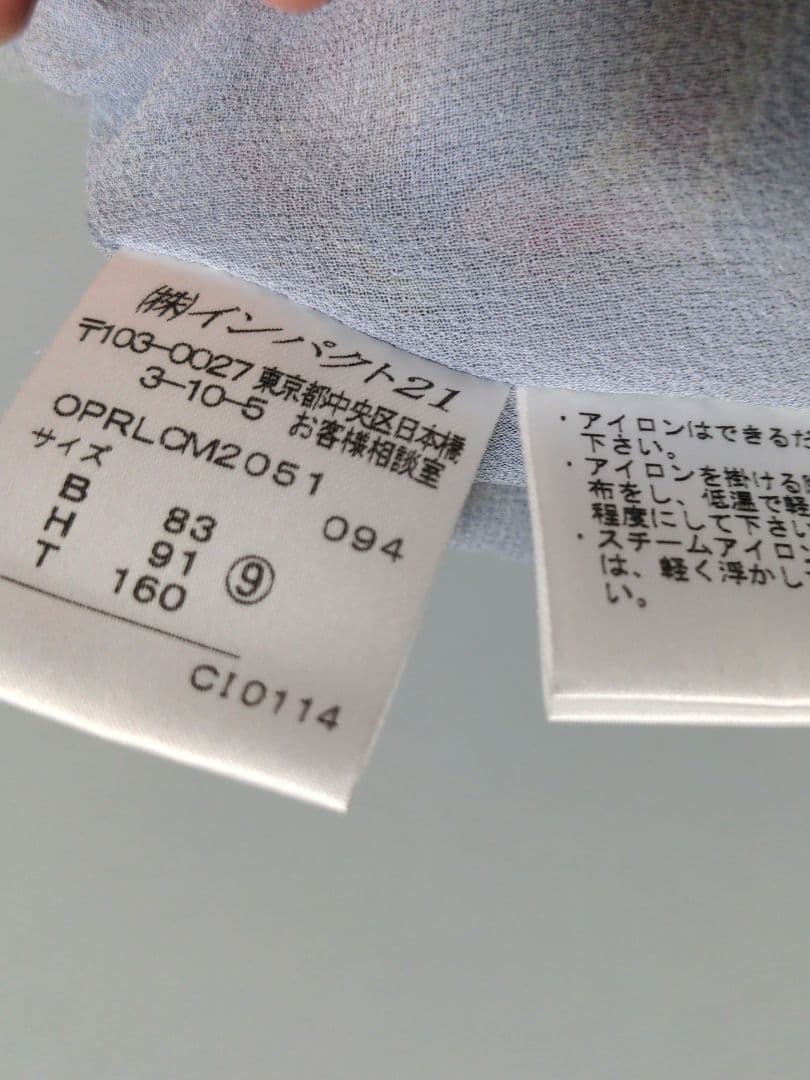 ㈱インパクト21
〒103-0027 東京都中央区日本橋
3-10-5 お客様相談室
OPRLCM2051 094
サイズ
B 83
H 91 ⑨
T 160
CI0114
・アイロンはできるだ
下さい。
・アイロンを掛ける
布をし、低温で軽
程度にして下さい
・スチームアイロン
は、軽く浮かし
い。